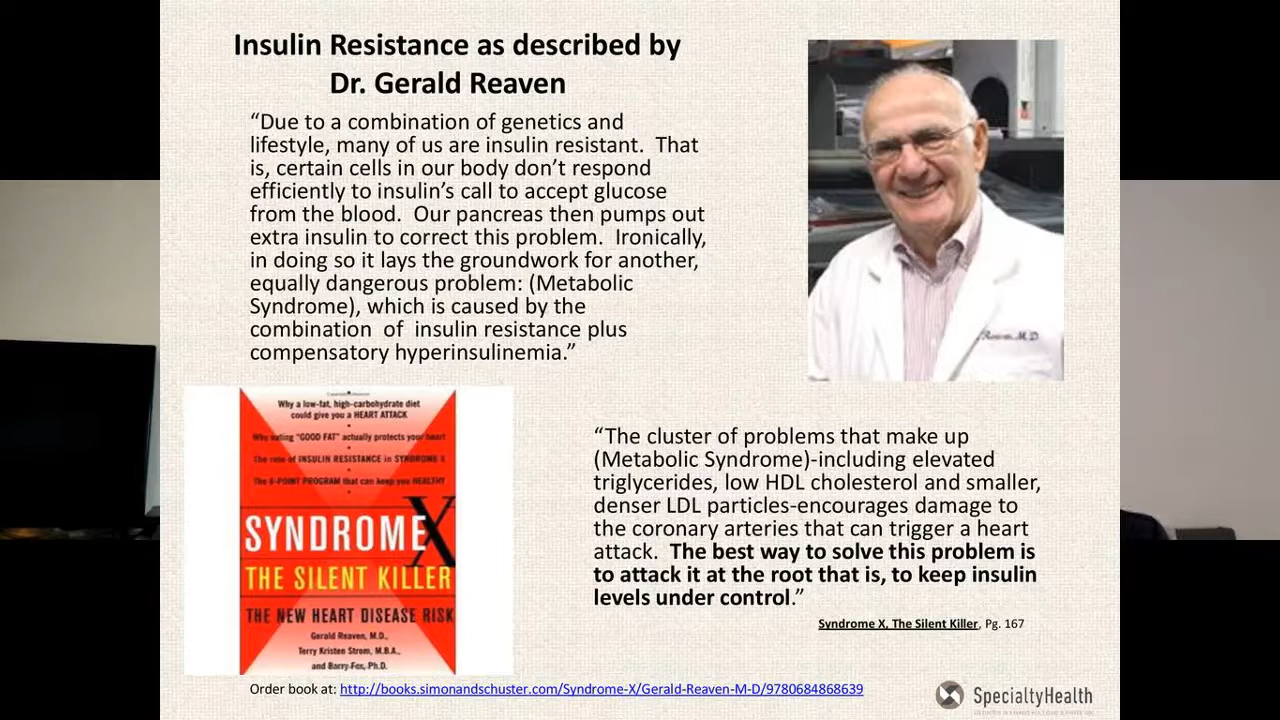 Insulin Resistance as described by
Dr. Gerald Reaven
“Due to a combination of genetics and
lifestyle, many of us are insulin resistant.  That
is, certain cells in our body don’t respond
efficiently to insulin’s call to accept glucose
from the blood.  Our pancreas then pumps out
extra insulin to correct this problem.  Ironically,
in doing so it lays the groundwork for another,
equally dangerous problem: (Metabolic
Syndrome), which is caused by the
combination  of  insulin resistance plus
compensatory hyperinsulinemia.”
M.D
Why a low-fat, high-carbohydrate diet
could give you a HEART ATTACK
Why eating "GOOD FAT" actually protects your heart
The role of INSULIN RESISTANCE in SYNDROME X
The 6-POINT PROGRAM that can keep you HEALTHY
SYNDROME X
THE SILENT KILLER
THE NEW HEART DISEASE RISK
Gerald Reaven, M.D.,
Terry Kristen Strom, M.B.A.,
and Barry Fox, Ph.D.
“The cluster of problems that make up
(Metabolic Syndrome)-including elevated
triglycerides, low HDL cholesterol and smaller,
denser LDL particles-encourages damage to
the coronary arteries that can trigger a heart
attack.  The best way to solve this problem is
to attack it at the root that is, to keep insulin
levels under control.”
Syndrome X, The Silent Killer, Pg. 167
Order book at: http://books.simonandschuster.com/Syndrome-X/Gerald-Reaven-M-D/9780684868639
SpecialtyHealth